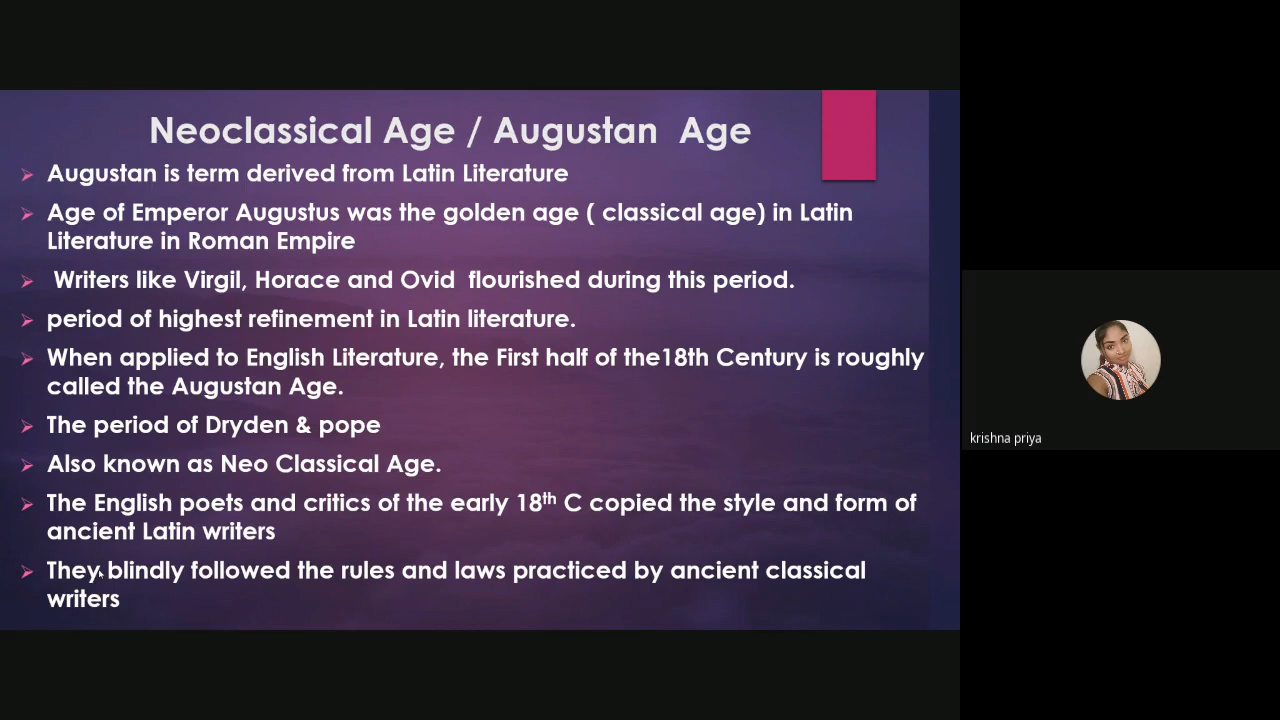 Neoclassical Age / Augustan Age
Augustan is term derived from Latin Literature
Age of Emperor Augustus was the golden age ( classical age) in Latin
Literature in Roman Empire
Writers like Virgil, Horace and Ovid flourished during this period.
period of highest refinement in Latin literature.
When applied to English Literature, the First half of the18th Century is roughly
called the Augustan Age.
The period of Dryden & pope
Also known as Neo Classical Age.
The English poets and critics of the early 18th C copied the style and form of
ancient Latin writers
They blindly followed the rules and laws practiced by ancient classical
writers
krishna priya